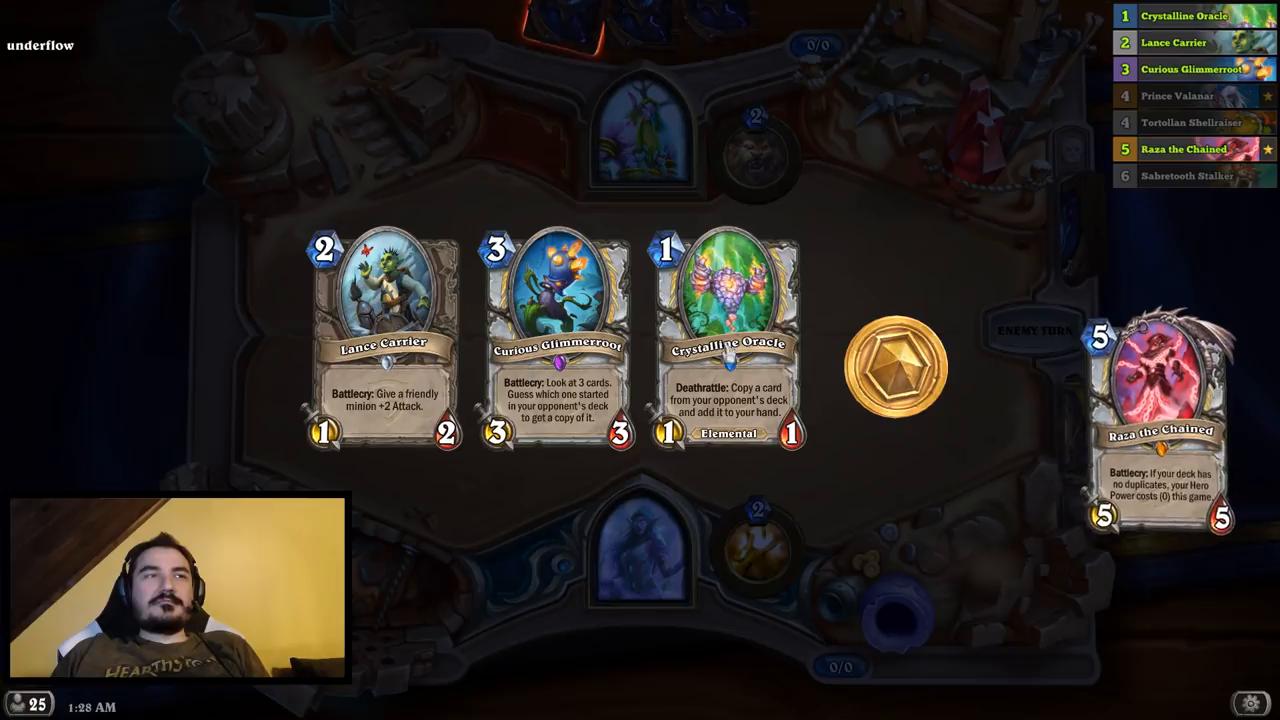 underflow
0/0
1 Crystalline Oracle
2 Lance Carrier
3 Curious Glimmerroot
4 Prince Valanar
4 Tortollan Shellraiser
5 Raza the Chained
6 Sabretooth Stalker
2
2
Lance Carrier
Battlecry: Give a friendly
minion +2 Attack.
1
2
3
Curious Glimmerroot
Battlecry: Look at 3 cards.
Guess which one started
in your opponent's deck
to get a copy of it.
3
3
1
Crystalline Oracle
Deathrattle: Copy a card
from your opponent's deck
and add it to your hand.
Elemental
1
1
ENEMY TURN
5
Raza the Chained
Battlecry: If your deck has
no duplicates, your Hero
Power costs (0) this game.
5
5
2
0/0
HEARTHSTO
25
1:28 AM